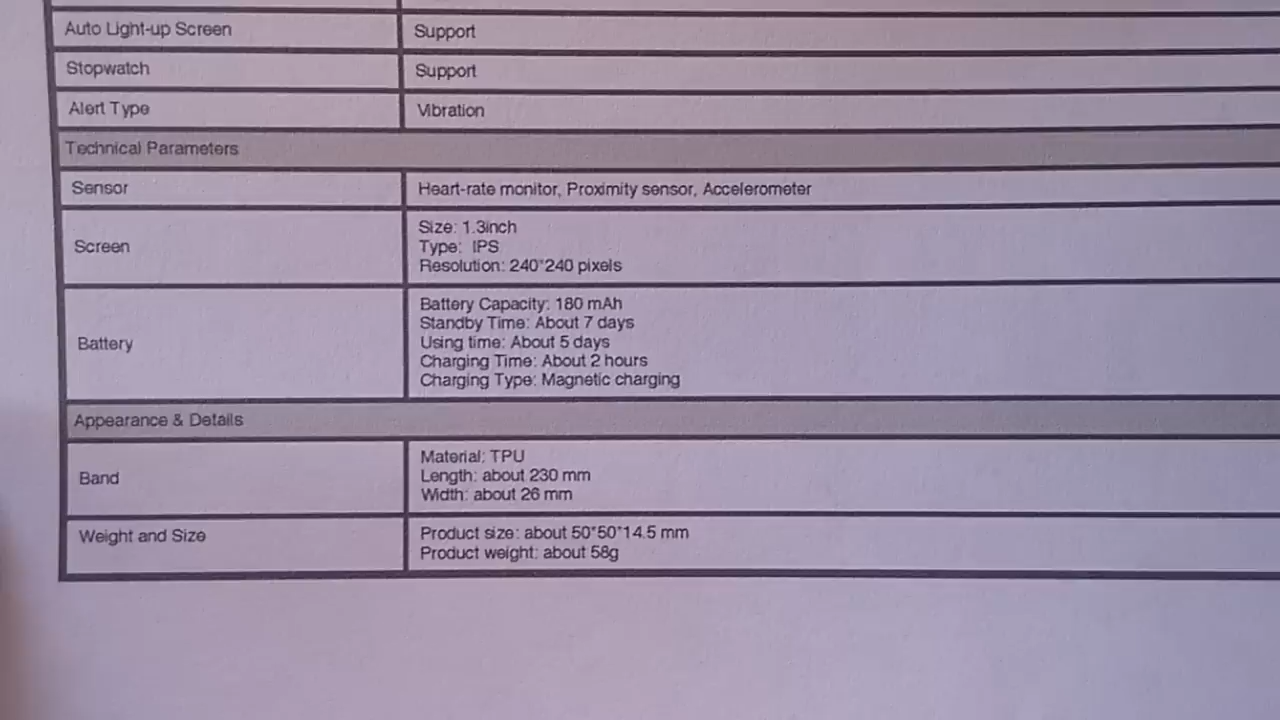 Auto Light-up Screen
Support
Stopwatch
Support
Alert Type
Vibration
Technical Parameters
Sensor
Heart-rate monitor, Proximity sensor, Accelerometer
Screen
Size: 1.3inch
Type: IPS
Resolution: 240*240 pixels
Battery
Battery Capacity: 180 mAh
Standby Time: About 7 days
Using time: About 5 days
Charging Time: About 2 hours
Charging Type: Magnetic charging
Appearance & Details
Band
Material: TPU
Length: about 230 mm
Width: about 26 mm
Weight and Size
Product size: about 50*50*14.5 mm
Product weight: about 58g